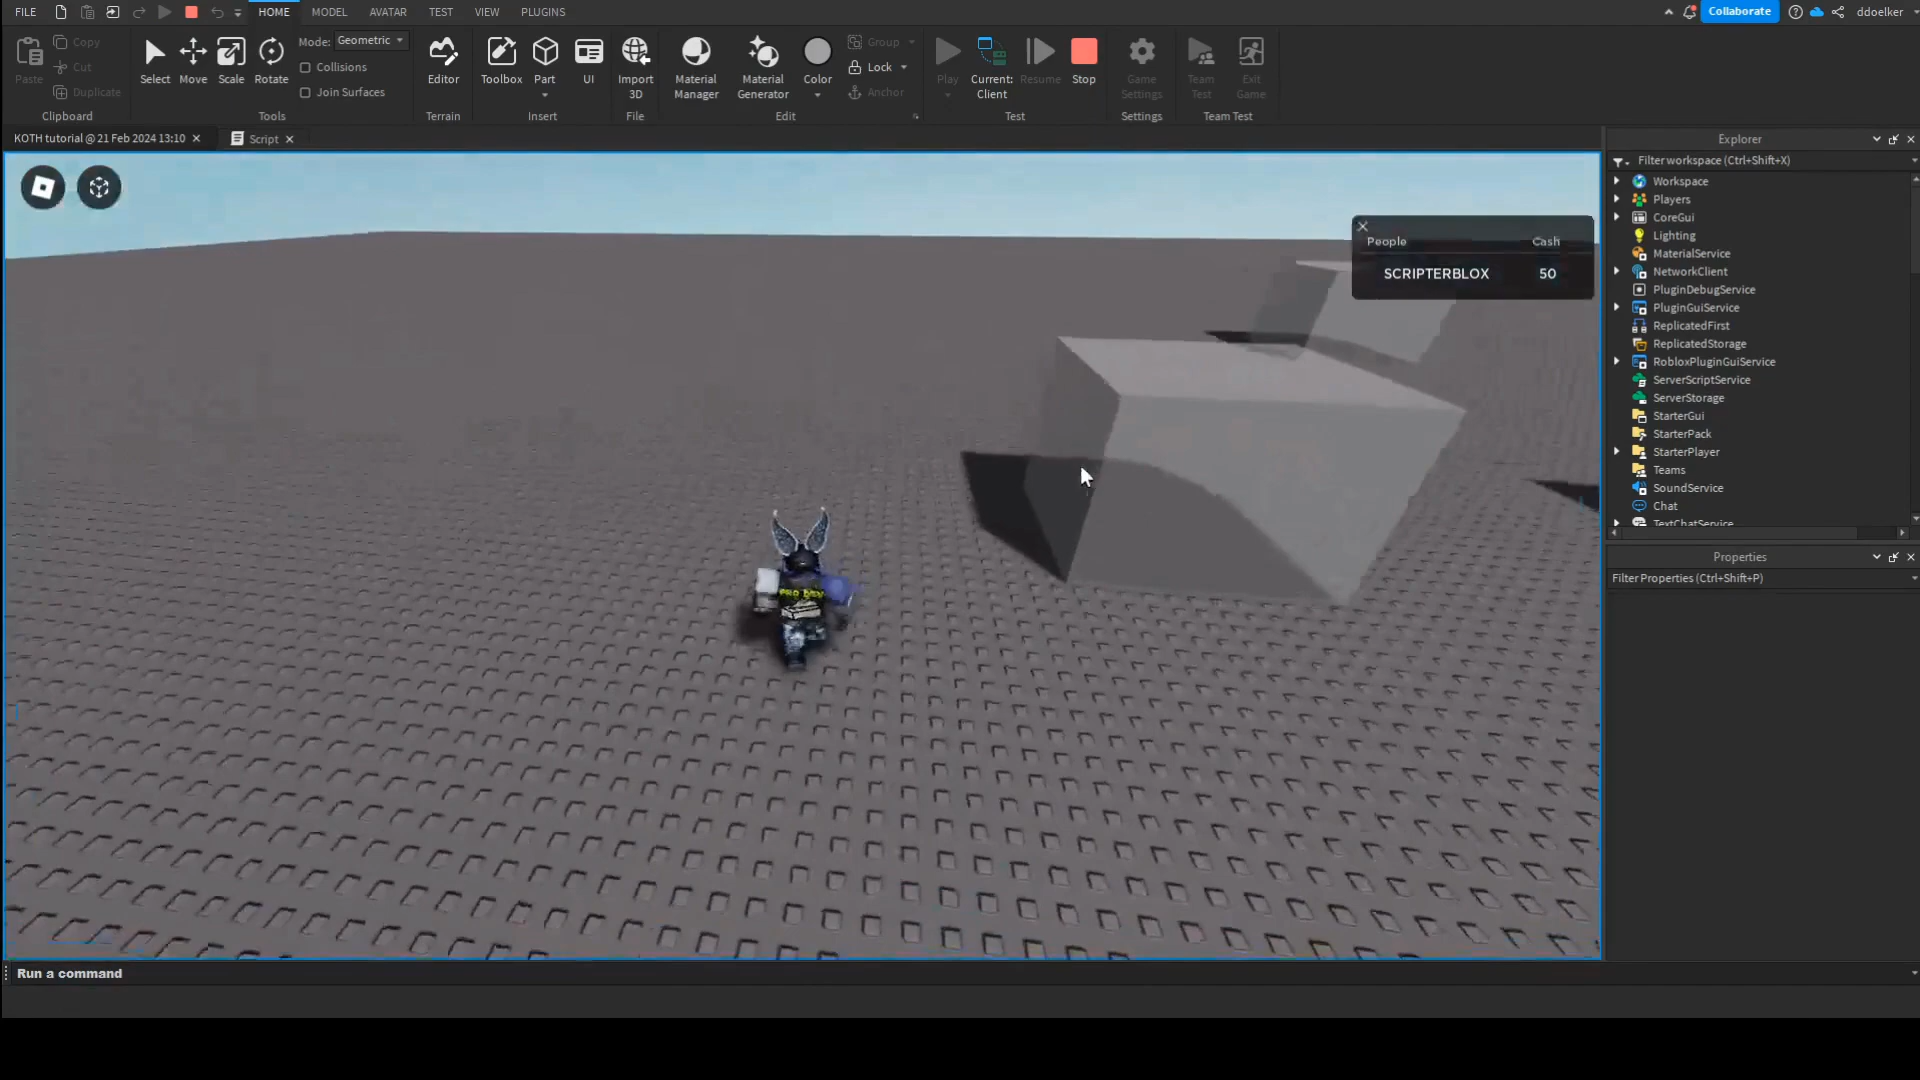 FILE HOME MODEL AVATAR TEST VIEW PLUGINS Collaborate ddoelker
Paste Copy Cut Duplicate Select Move Scale Rotate Mode: Geometric Collisions Join Surfaces Editor Toolbox Part UI Import 3D Material Manager Material Generator Color Group Lock Anchor Play Current: Client Resume Stop Game Settings Team Test Exit Game
Clipboard Tools Terrain Insert File Edit Test Settings Team Test
KOTH tutorial @ 21 Feb 2024 13:10 Script
People Cash
SCRIPTERBLOX 50
PRO DEV
Explorer
Filter workspace (Ctrl+Shift+X)
Workspace
Players
CoreGui
Lighting
MaterialService
NetworkClient
PluginDebugService
PluginGuiService
ReplicatedFirst
ReplicatedStorage
RobloxPluginGuiService
ServerScriptService
ServerStorage
StarterGui
StarterPack
StarterPlayer
Teams
SoundService
Chat
TextChatService
Properties
Filter Properties (Ctrl+Shift+P)
Run a command